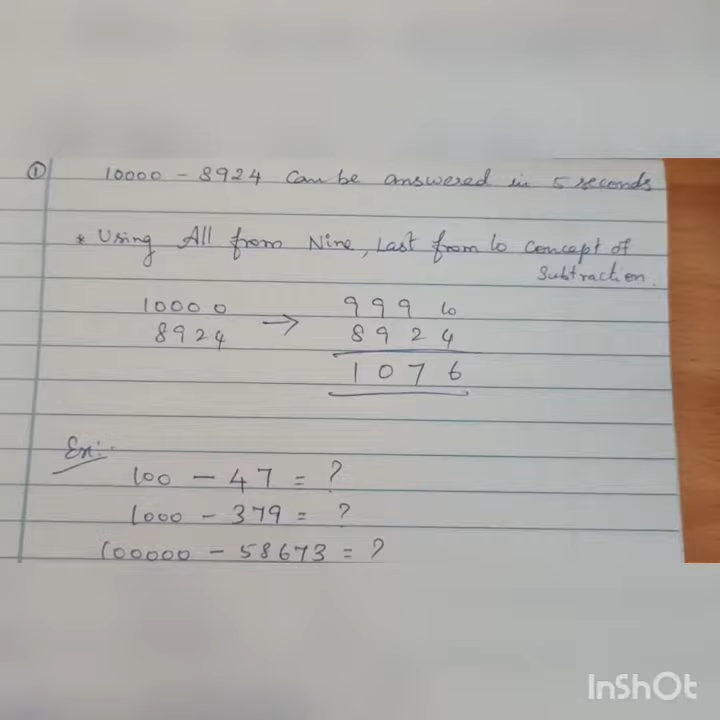 ① 10000 - 8924 can be answered in 5 seconds
* Using All from Nine, Last from 10 concept of
subtraction.
10000 → 9 9 9 10
8924 8 9 2 4
1 0 7 6
Ex:-
100 - 47 = ?
1000 - 379 = ?
100000 - 58673 = ?
InShOt